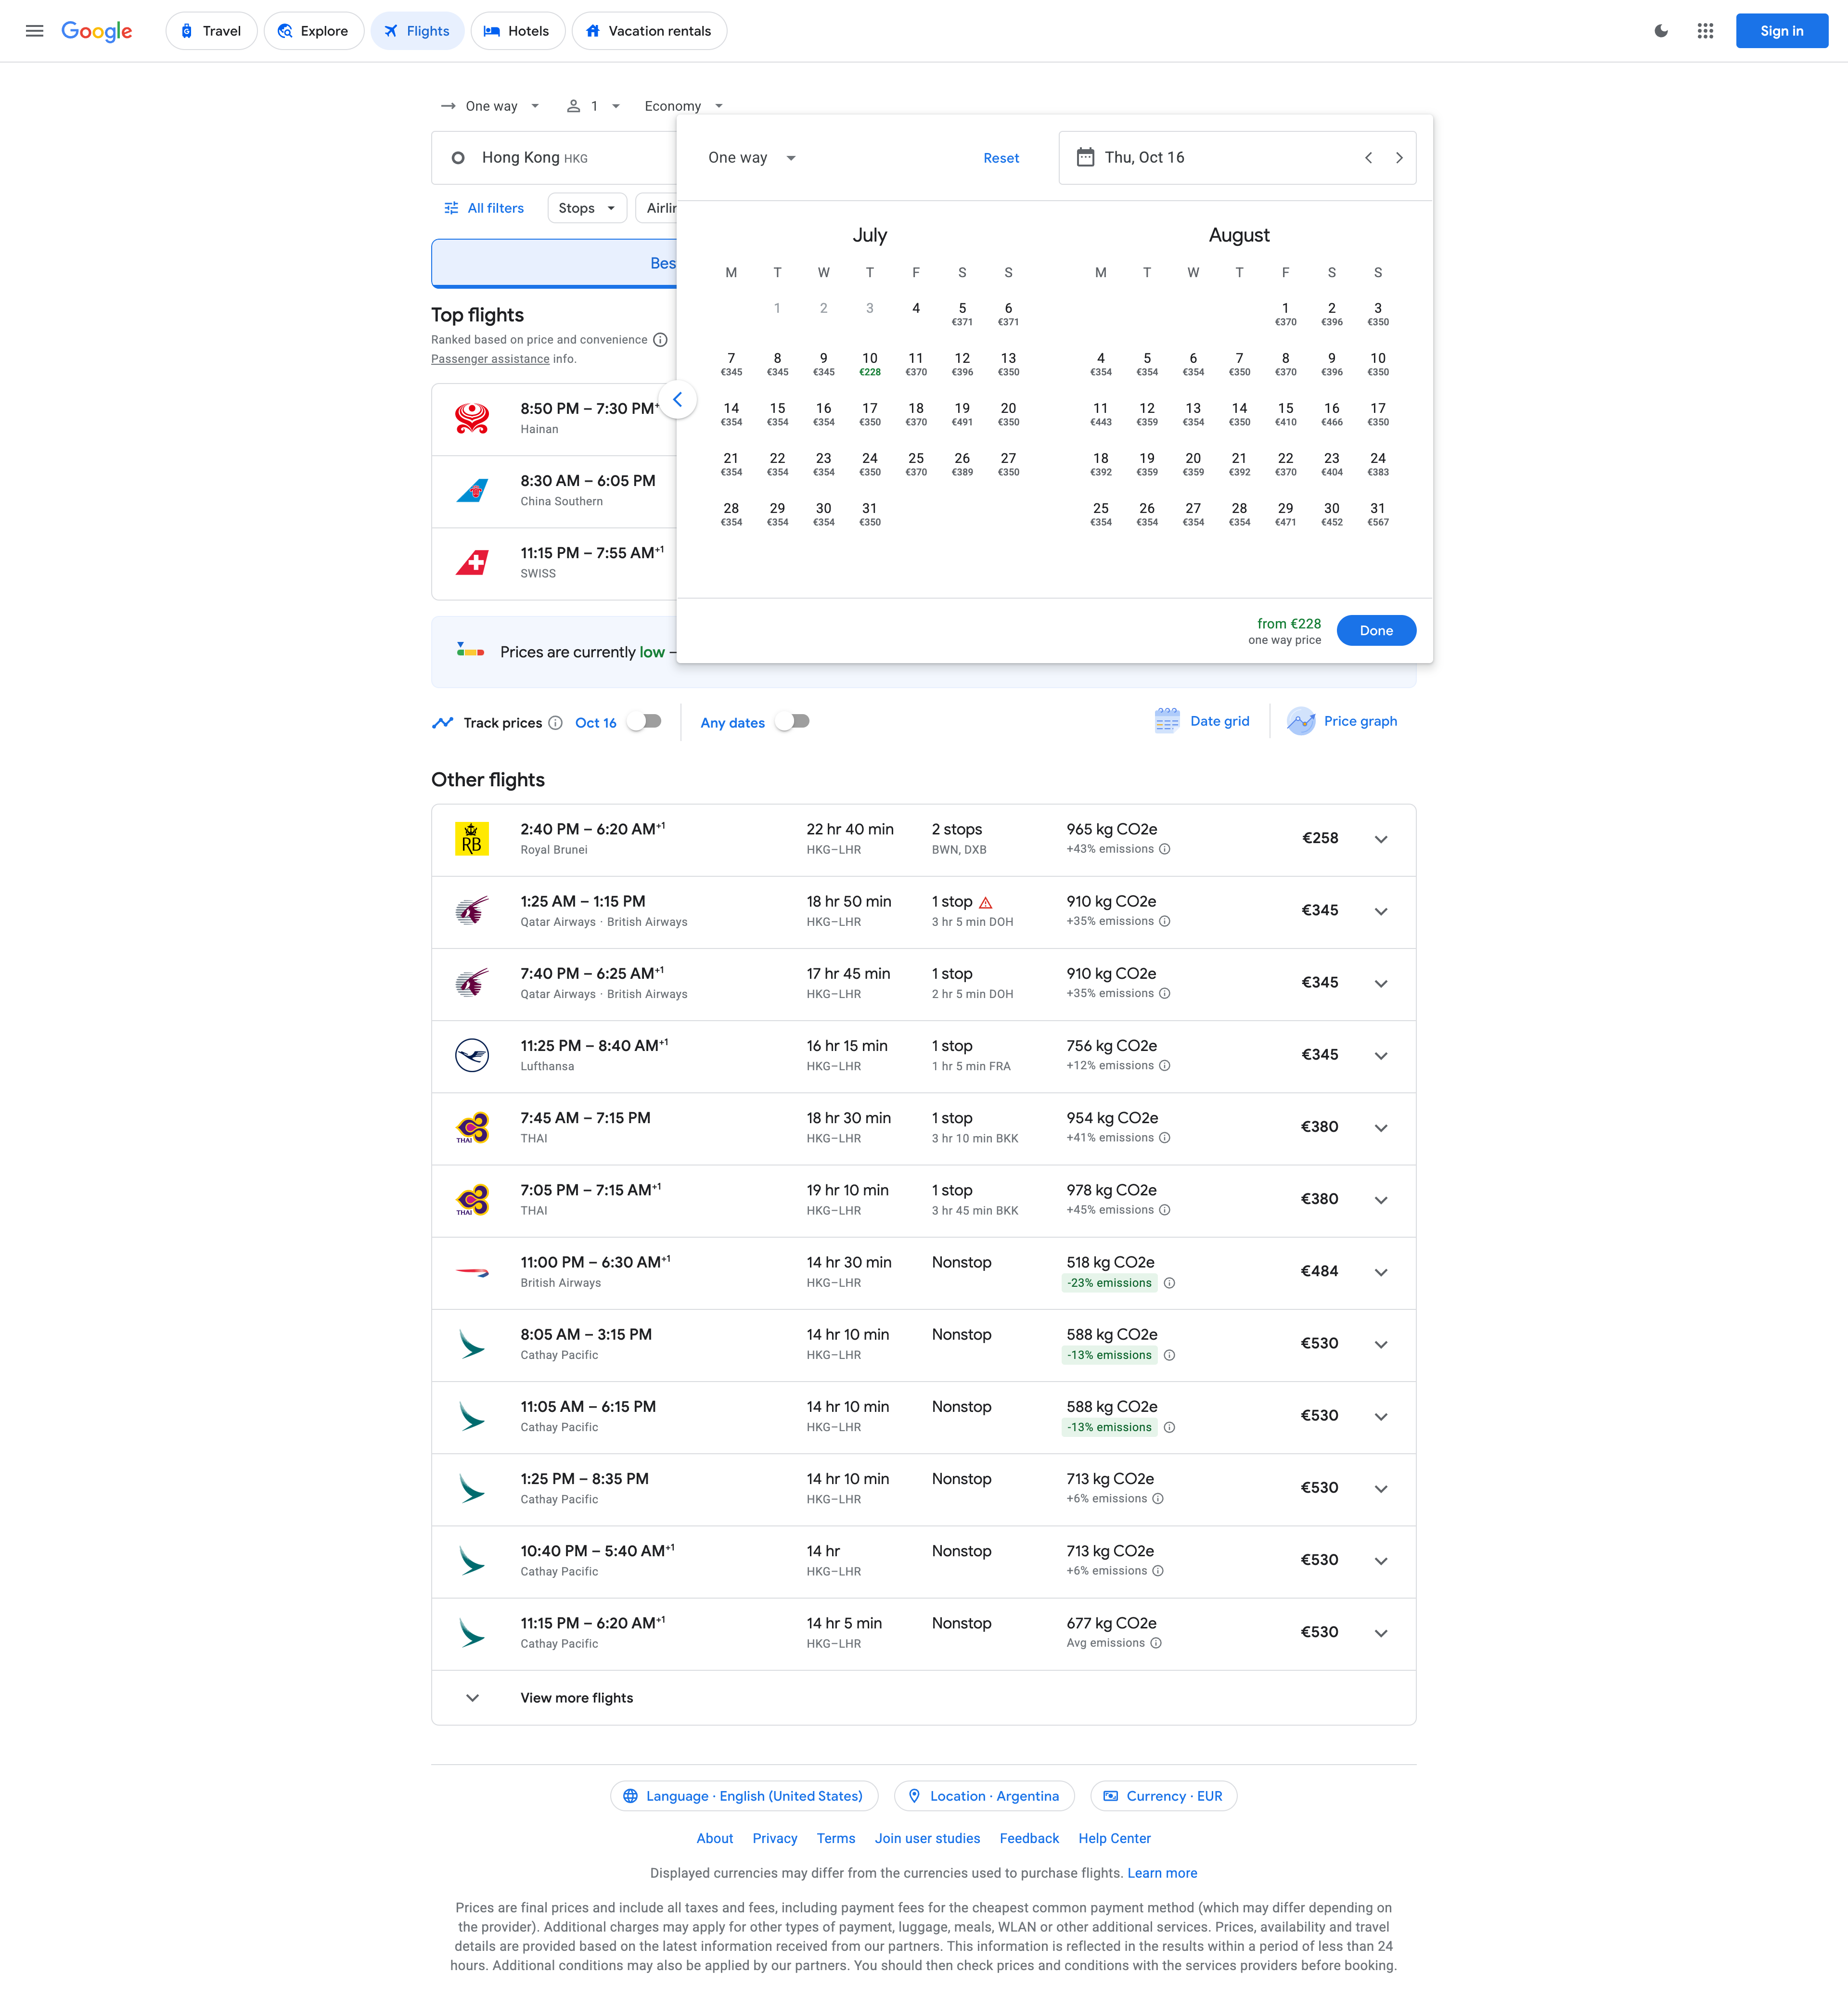 Google
Travel
Explore
Flights
Hotels
Vacation rentals
Sign in
One way
1
Economy
Hong Kong HKG
One way
Reset
Thu, Oct 16
All filters
Stops
July
August
M T W T F S S
M T W T F S S
1 2 3 4 5 6
€371 €371
1 2 3
€370 €396 €350
7 8 9 10 11 12 13
€345 €345 €345 €228 €370 €396 €350
4 5 6 7 8 9 10
€354 €354 €354 €350 €370 €396 €350
14 15 16 17 18 19 20
€354 €354 €354 €350 €370 €491 €350
11 12 13 14 15 16 17
€443 €359 €354 €350 €410 €466 €350
21 22 23 24 25 26 27
€354 €354 €354 €350 €370 €389 €350
18 19 20 21 22 23 24
€392 €359 €359 €392 €370 €404 €383
28 29 30 31
€354 €354 €354 €350
25 26 27 28 29 30 31
€354 €354 €354 €354 €471 €452 €567
from €228
one way price
Done
Top flights
Ranked based on price and convenience
Passenger assistance info.
8:50 PM – 7:30 PM
Hainan
8:30 AM – 6:05 PM
China Southern
11:15 PM – 7:55 AM+1
SWISS
Prices are currently low –
Track prices
Oct 16
Any dates
Date grid
Price graph
Other flights
RB
2:40 PM – 6:20 AM+1 22 hr 40 min 2 stops 965 kg CO2e €258
Royal Brunei HKG–LHR BWN, DXB +43% emissions
1:25 AM – 1:15 PM 18 hr 50 min 1 stop 910 kg CO2e €345
Qatar Airways · British Airways HKG–LHR 3 hr 5 min DOH +35% emissions
7:40 PM – 6:25 AM+1 17 hr 45 min 1 stop 910 kg CO2e €345
Qatar Airways · British Airways HKG–LHR 2 hr 5 min DOH +35% emissions
11:25 PM – 8:40 AM+1 16 hr 15 min 1 stop 756 kg CO2e €345
Lufthansa HKG–LHR 1 hr 5 min FRA +12% emissions
7:45 AM – 7:15 PM 18 hr 30 min 1 stop 954 kg CO2e €380
THAI THAI HKG–LHR 3 hr 10 min BKK +41% emissions
7:05 PM – 7:15 AM+1 19 hr 10 min 1 stop 978 kg CO2e €380
THAI THAI HKG–LHR 3 hr 45 min BKK +45% emissions
11:00 PM – 6:30 AM+1 14 hr 30 min Nonstop 518 kg CO2e €484
British Airways HKG–LHR -23% emissions
8:05 AM – 3:15 PM 14 hr 10 min Nonstop 588 kg CO2e €530
Cathay Pacific HKG–LHR -13% emissions
11:05 AM – 6:15 PM 14 hr 10 min Nonstop 588 kg CO2e €530
Cathay Pacific HKG–LHR -13% emissions
1:25 PM – 8:35 PM 14 hr 10 min Nonstop 713 kg CO2e €530
Cathay Pacific HKG–LHR +6% emissions
10:40 PM – 5:40 AM+1 14 hr Nonstop 713 kg CO2e €530
Cathay Pacific HKG–LHR +6% emissions
11:15 PM – 6:20 AM+1 14 hr 5 min Nonstop 677 kg CO2e €530
Cathay Pacific HKG–LHR Avg emissions
View more flights
Language · English (United States)
Location · Argentina
Currency · EUR
About Privacy Terms Join user studies Feedback Help Center
Displayed currencies may differ from the currencies used to purchase flights. Learn more
Prices are final prices and include all taxes and fees, including payment fees for the cheapest common payment method (which may differ depending on
the provider). Additional charges may apply for other types of payment, luggage, meals, WLAN or other additional services. Prices, availability and travel
details are provided based on the latest information received from our partners. This information is reflected in the results within a period of less than 24
hours. Additional conditions may also be applied by our partners. You should then check prices and conditions with the services providers before booking.